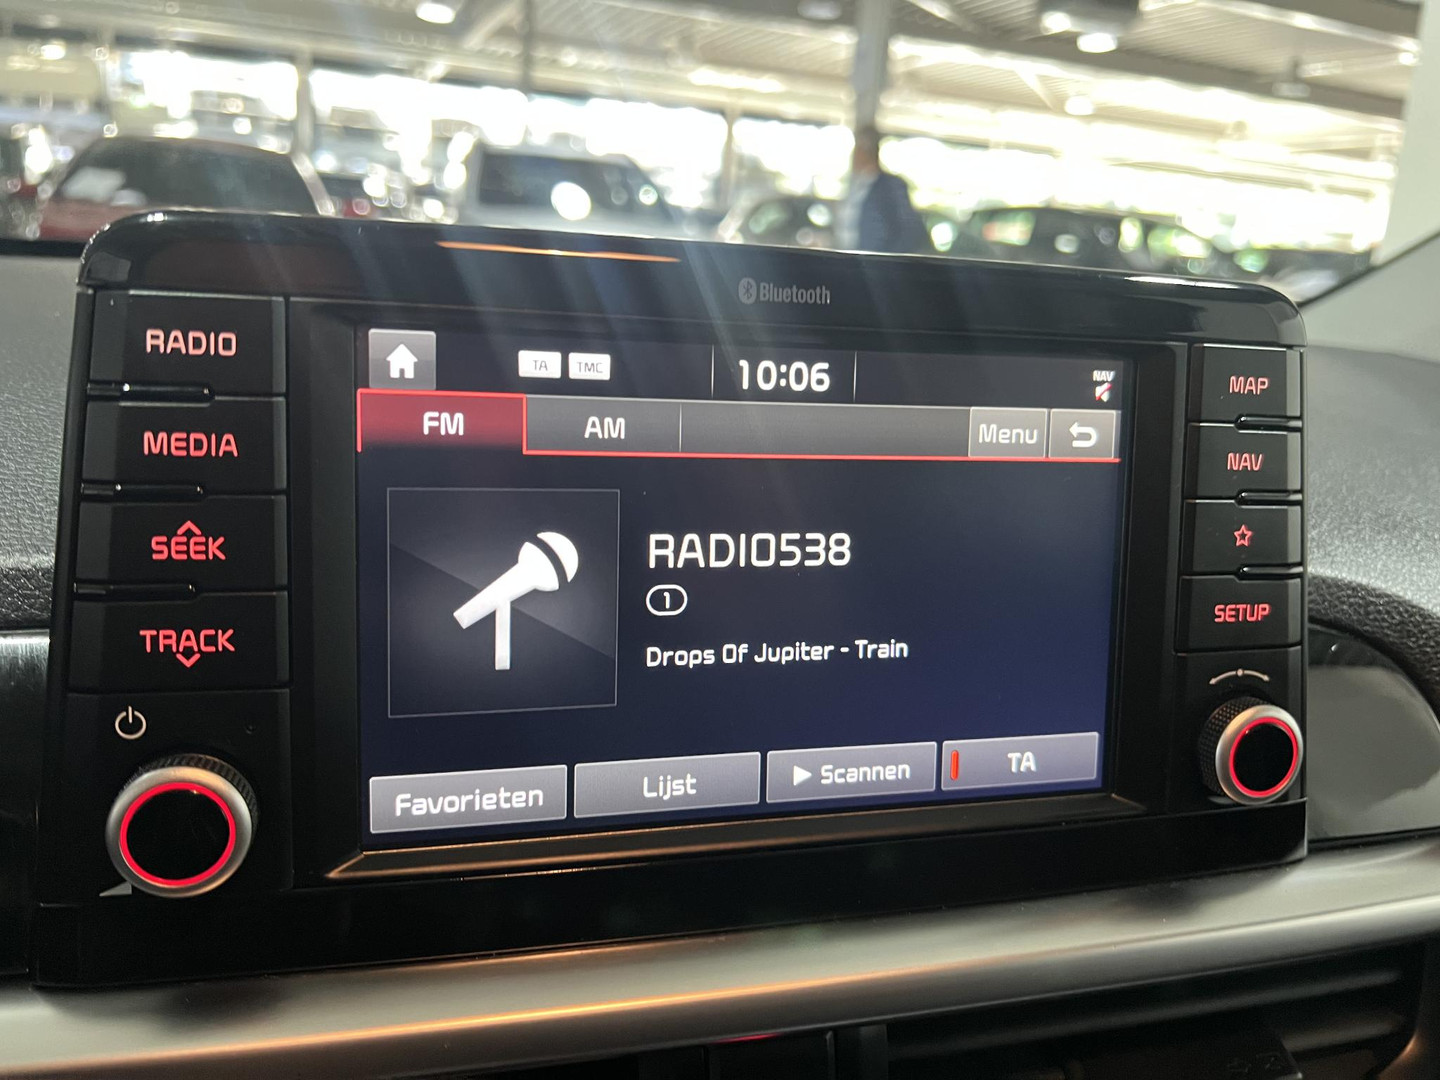 Bluetooth
RADIO
MEDIA
SEEK
TRACK
TA TMC
10:06
NAV
FM
AM
Menu
RADIO538
1
Drops Of Jupiter - Train
Favorieten
Lijst
Scannen
TA
MAP
NAV
SETUP